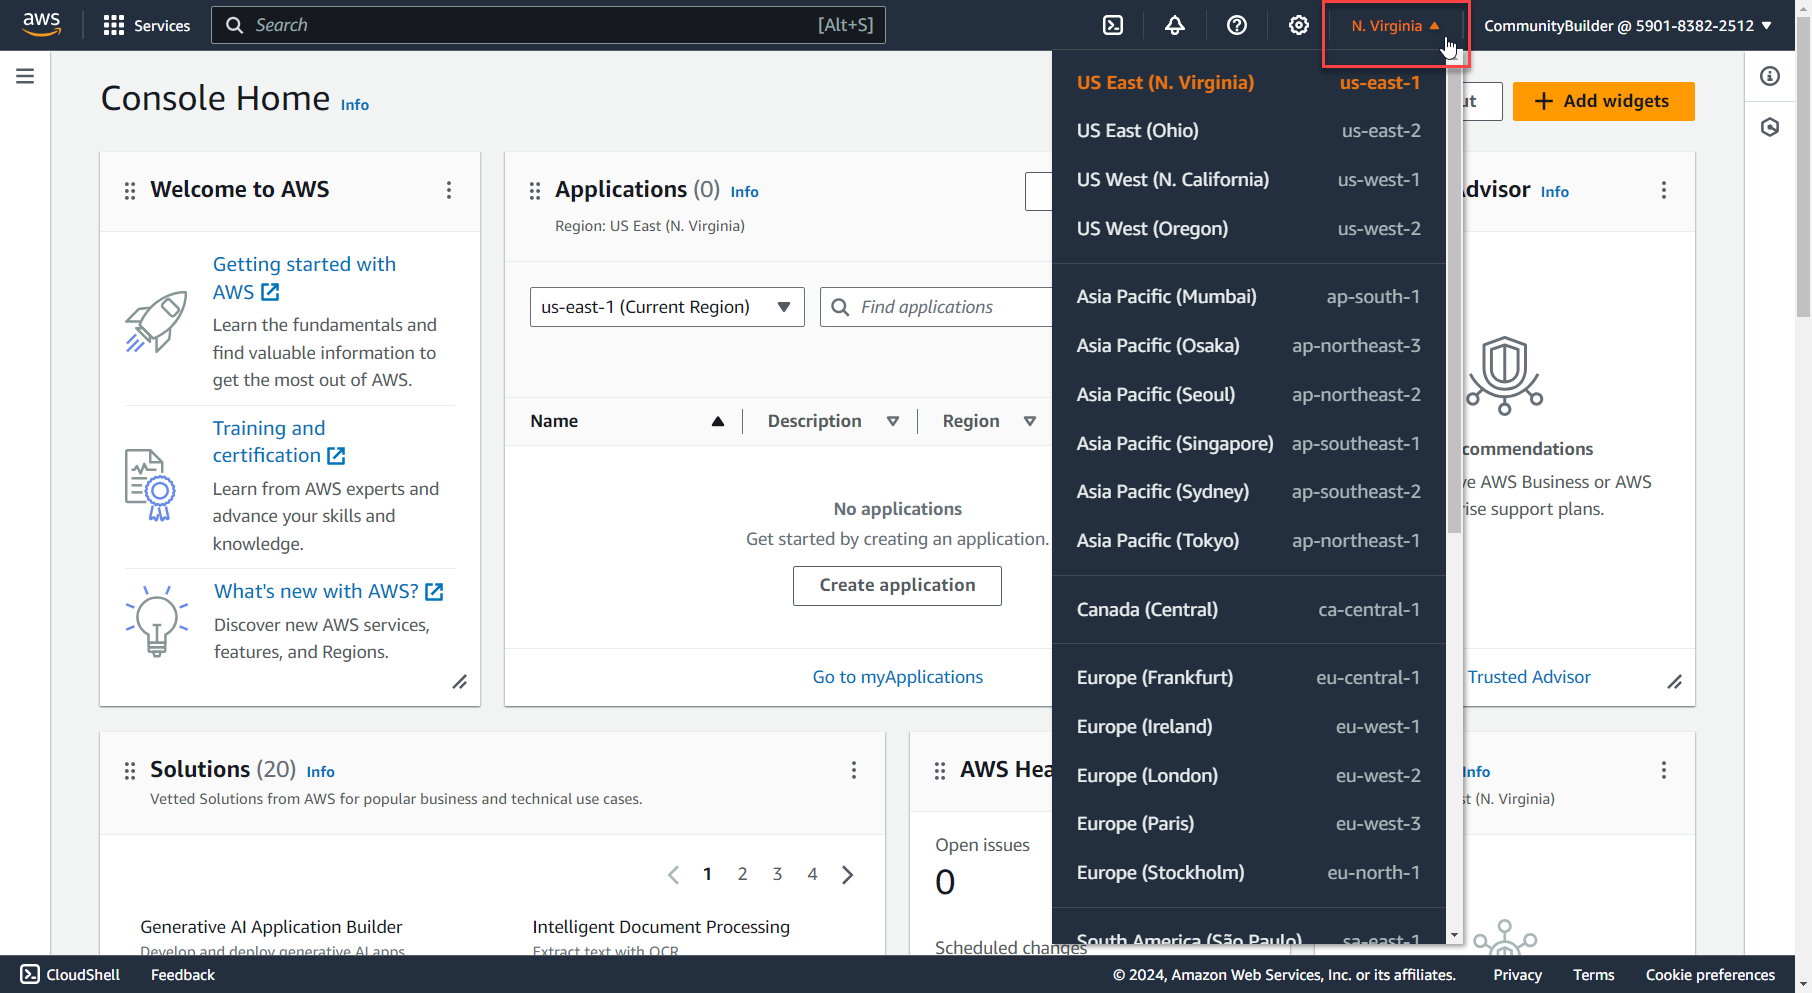 aws
Services
Search
[Alt+S]
N. Virginia
CommunityBuilder @ 5901-8382-2512
Console Home
Info
Add widgets
US East (N. Virginia) us-east-1
US East (Ohio) us-east-2
US West (N. California) us-west-1
US West (Oregon) us-west-2
Asia Pacific (Mumbai) ap-south-1
Asia Pacific (Osaka) ap-northeast-3
Asia Pacific (Seoul) ap-northeast-2
Asia Pacific (Singapore) ap-southeast-1
Asia Pacific (Sydney) ap-southeast-2
Asia Pacific (Tokyo) ap-northeast-1
Canada (Central) ca-central-1
Europe (Frankfurt) eu-central-1
Europe (Ireland) eu-west-1
Europe (London) eu-west-2
Europe (Paris) eu-west-3
Europe (Stockholm) eu-north-1
South America (São Paulo) sa-east-1
Welcome to AWS
Getting started with
AWS
Learn the fundamentals and
find valuable information to
get the most out of AWS.
Training and
certification
Learn from AWS experts and
advance your skills and
knowledge.
What's new with AWS?
Discover new AWS services,
features, and Regions.
Applications (0) Info
Region: US East (N. Virginia)
us-east-1 (Current Region)
Find applications
Name
Description
Region
No applications
Get started by creating an application.
Create application
Go to myApplications
Advisor Info
commendations
AWS Business or AWS
support plans.
Trusted Advisor
Solutions (20) Info
Vetted Solutions from AWS for popular business and technical use cases.
1 2 3 4
Generative AI Application Builder
Develop and deploy generative AI apps
Intelligent Document Processing
Extract text with OCR
AWS Hea
Open issues
0
Scheduled changes
Info
(N. Virginia)
CloudShell
Feedback
© 2024, Amazon Web Services, Inc. or its affiliates.
Privacy
Terms
Cookie preferences